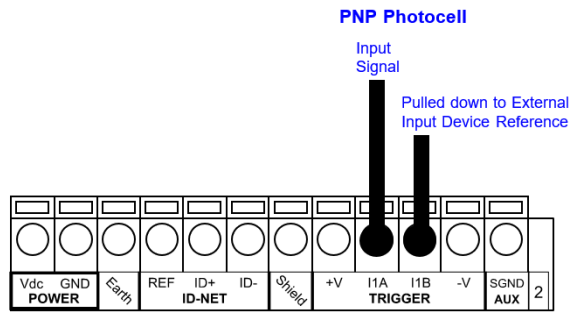 PNP Photocell
Input
Signal
Pulled down to External
Input Device Reference
Vdc GND Earth REF ID+ ID- Shield +V I1A I1B -V SGND 2
POWER ID-NET TRIGGER AUX